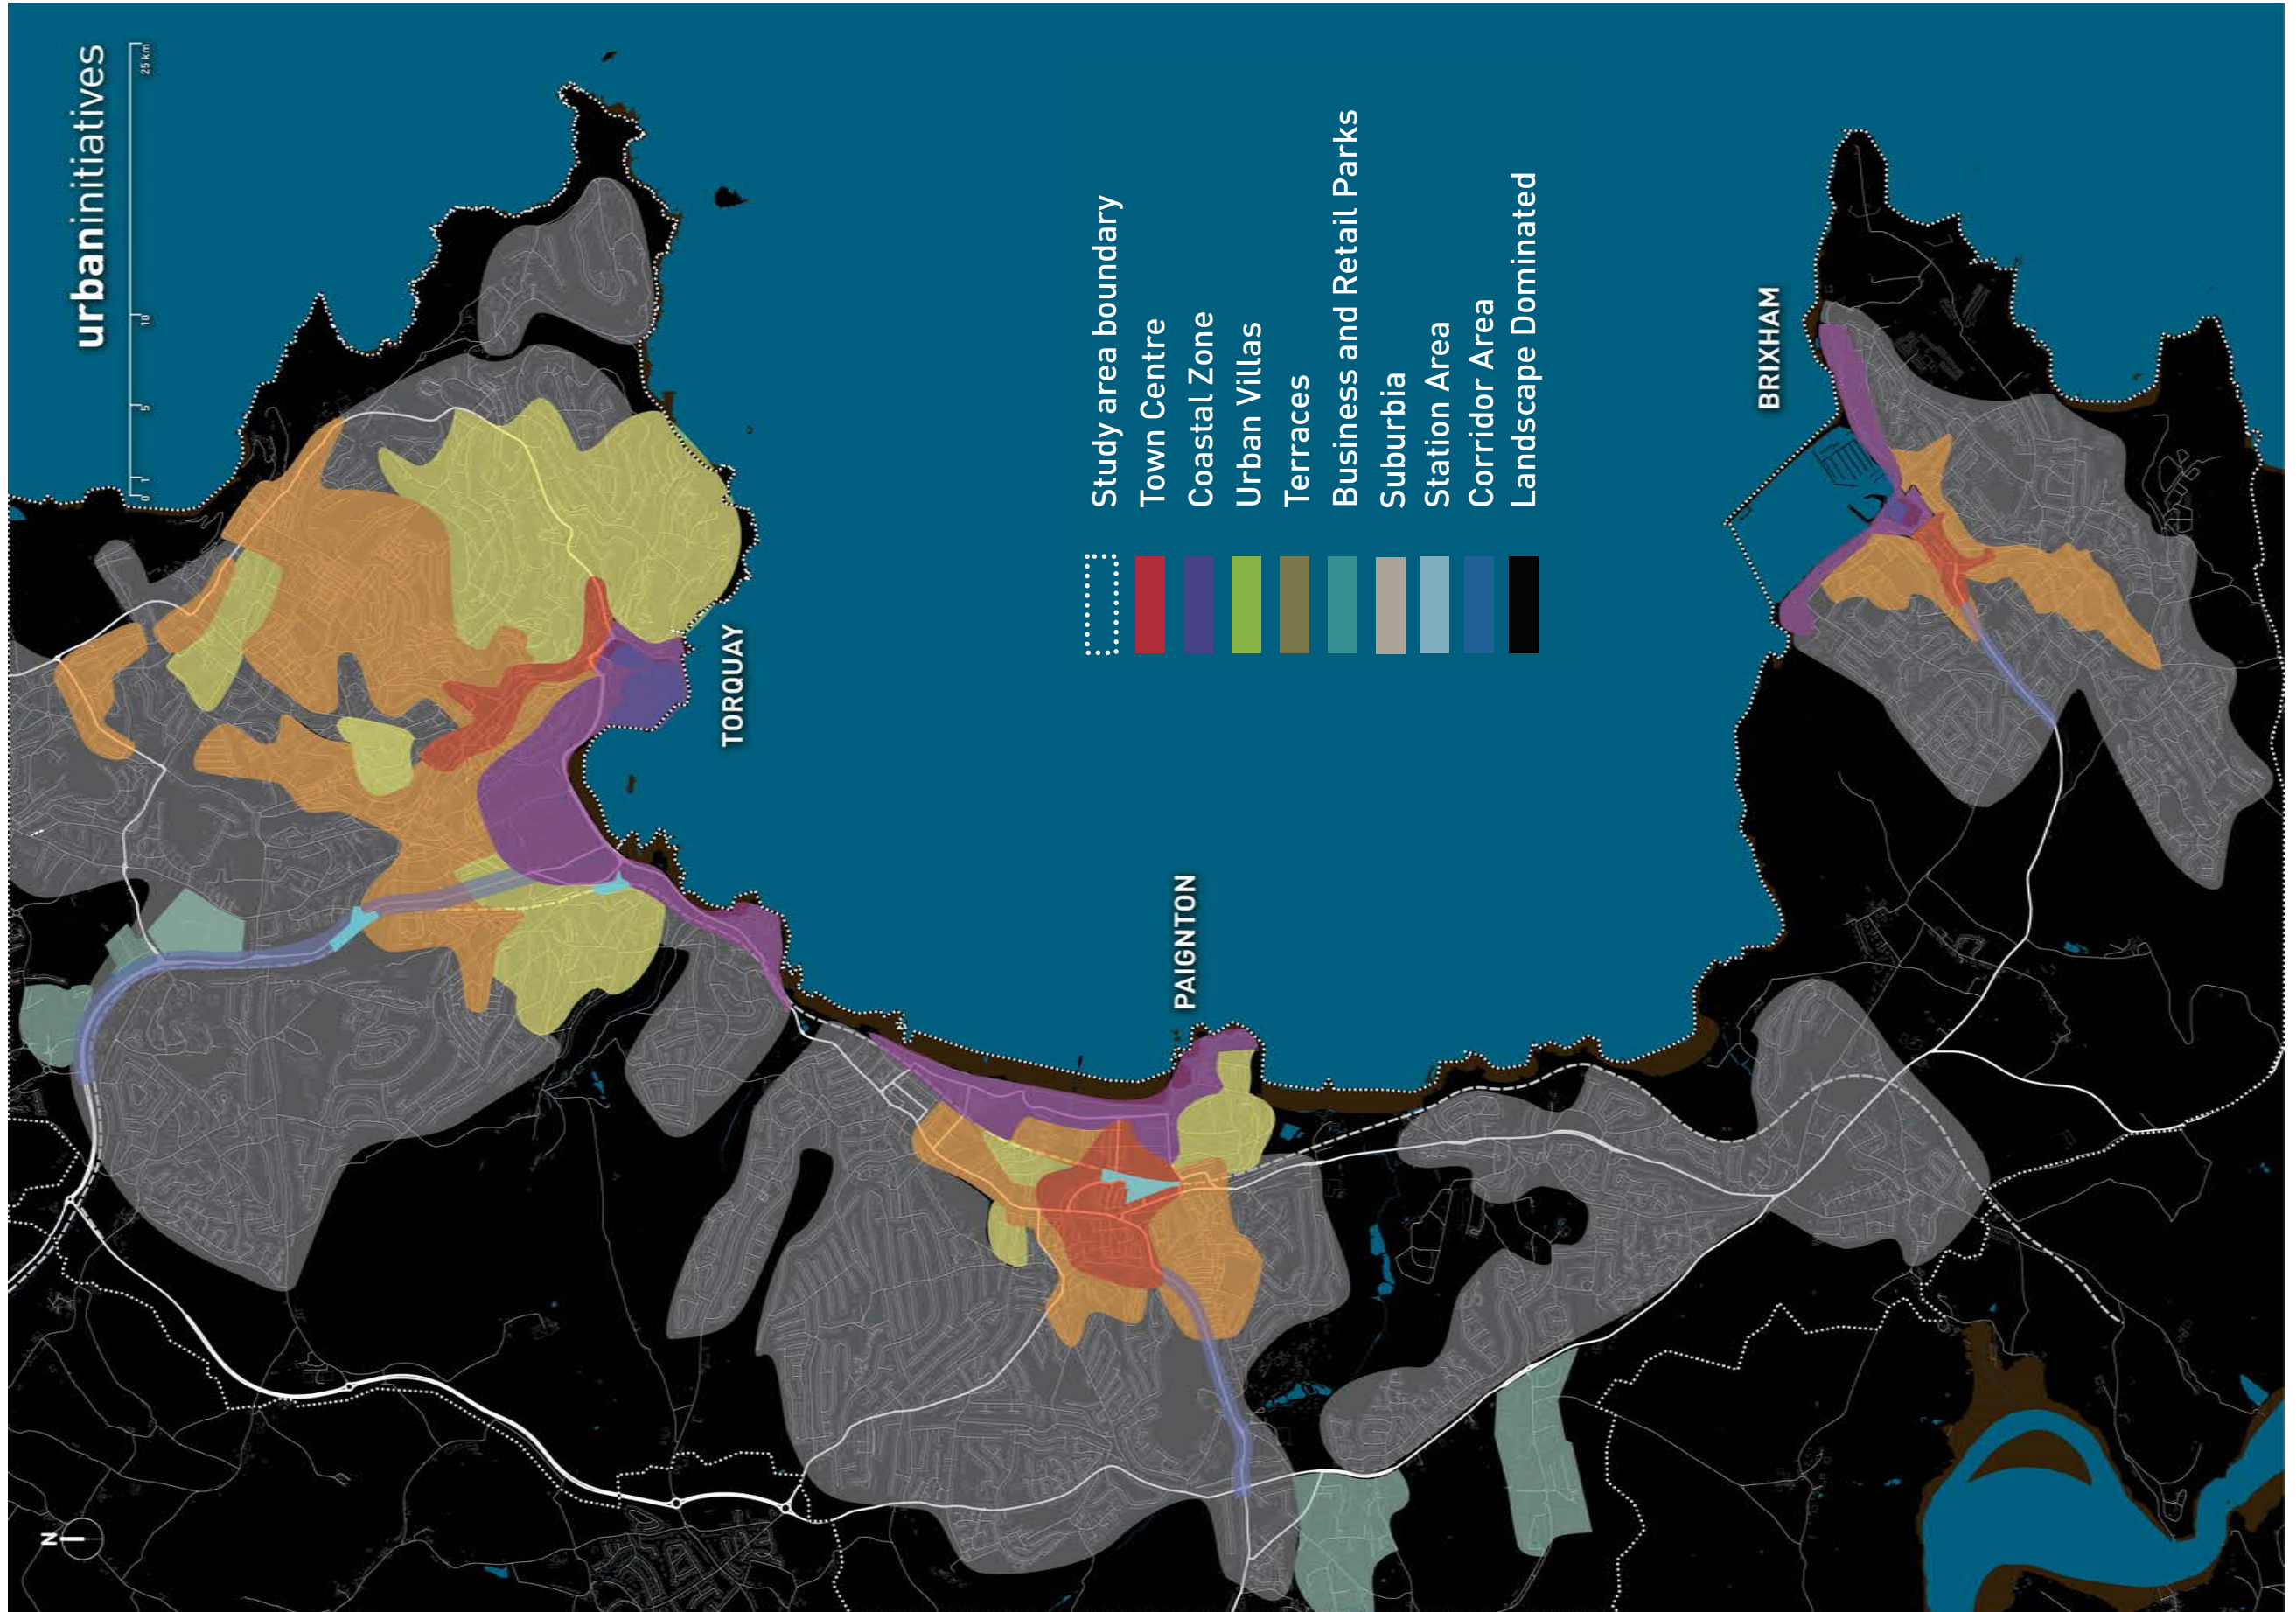 urbaninitiatives
0 1 5 10 25 km
N
TORQUAY
PAIGNTON
BRIXHAM
Study area boundary
Town Centre
Coastal Zone
Urban Villas
Terraces
Business and Retail Parks
Suburbia
Station Area
Corridor Area
Landscape Dominated